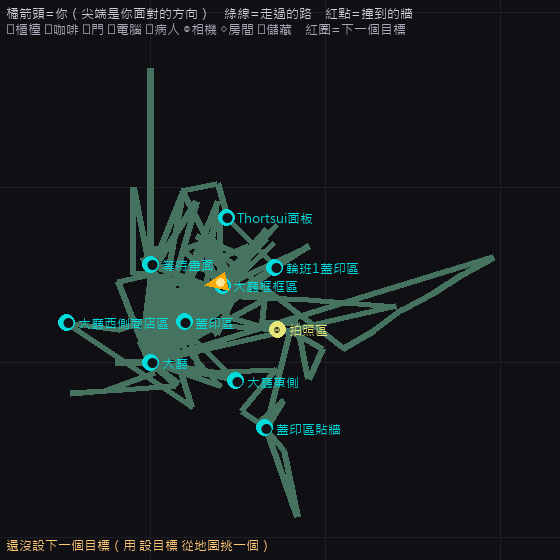 橘箭頭=你（尖端是你面對的方向） 綠線=走過的路 紅點=撞到的牆
櫃檯 咖啡 門 電腦 病人 相機 房間 儲藏 紅圈=下一個目標
Thortsui面板
輪班1蓋印區
大廳框框區
大廳西側商店區
蓋印區
拍照區
大廳
大廳東側
蓋印區貼牆
還沒設下一個目標（用 設目標 從地圖挑一個）